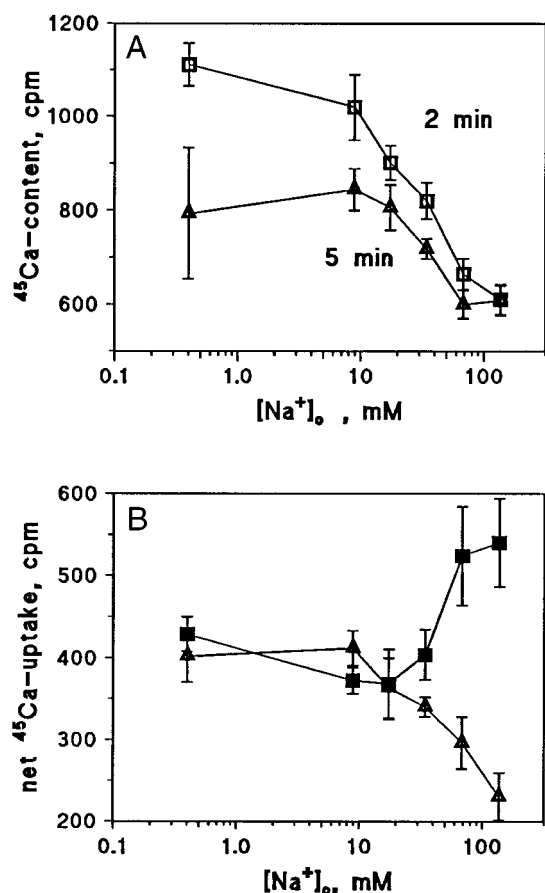 A
1200
1000
800
600
⁴⁵Ca−content, cpm
2 min
5 min
0.1 1.0 10 100
[Na⁺]ₒ , mM
B
600
500
400
300
200
net ⁴⁵Ca−uptake, cpm
0.1 1.0 10 100
[Na⁺]ₒ, mM